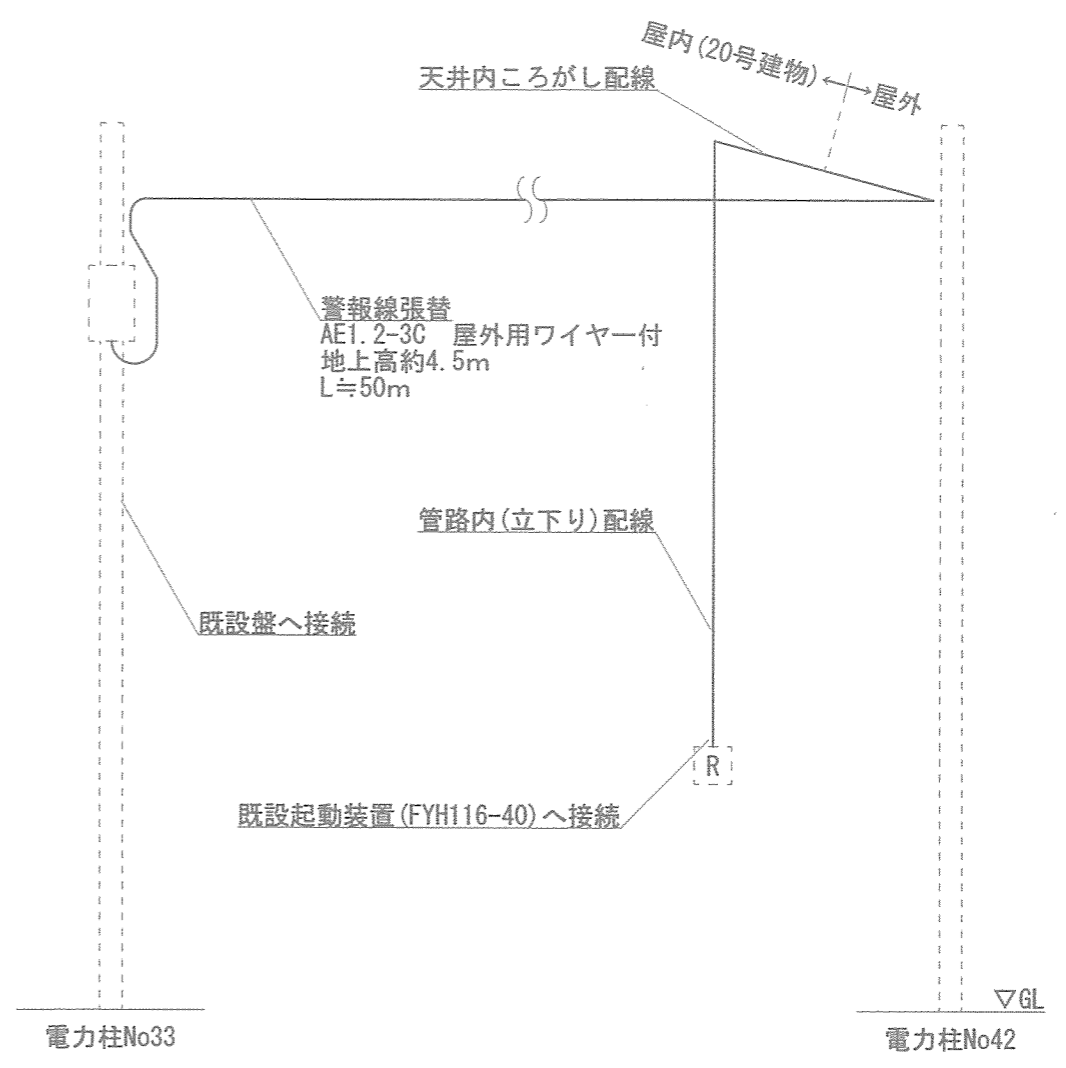 屋内(20号建物)
屋外
天井内ころがし配線
警報線張替
AE1.2-3C　屋外用ワイヤー付
地上高約4.5m
L≒50m
管路内(立下り)配線
既設盤へ接続
R
既設起動装置(FYH116-40)へ接続
▽GL
電力柱No33
電力柱No42